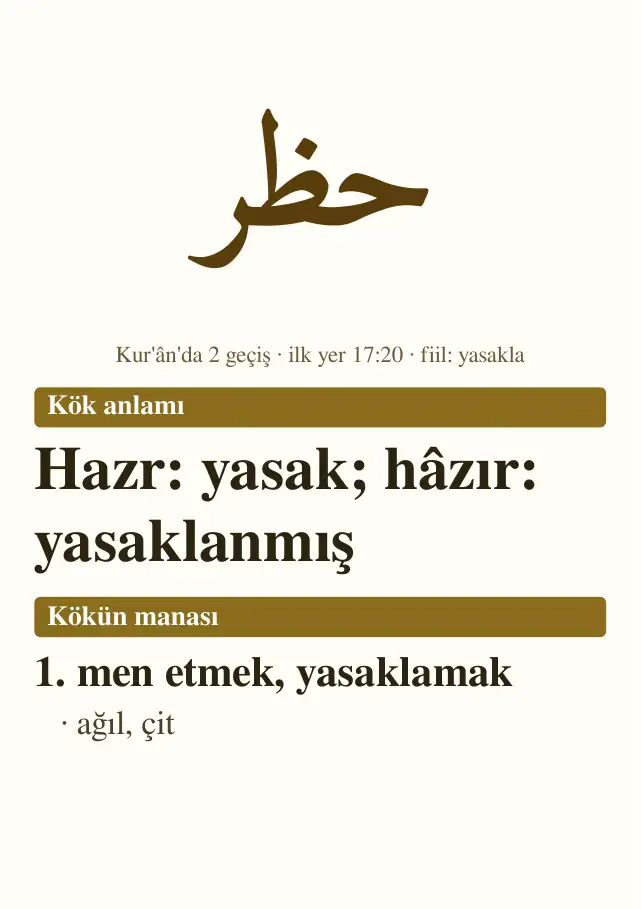 حظر
Kur'ân'da 2 geçiş · ilk yer 17:20 · fiil: yasakla
Kök anlamı
Hazr: yasak; hâzır:
yasaklanmış
Kökün manası
1. men etmek, yasaklamak
· ağıl, çit